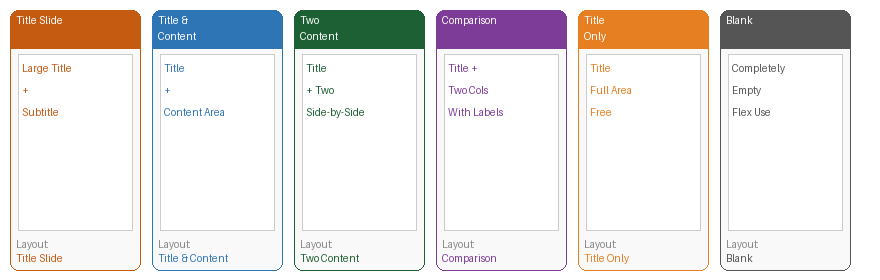 Title Slide
Large Title
+
Subtitle
Layout:
Title Slide
Title &
Content
Title
+
Content Area
Layout:
Title & Content
Two
Content
Title
+ Two
Side-by-Side
Layout:
Two Content
Comparison
Title +
Two Cols
With Labels
Layout:
Comparison
Title
Only
Title
Full Area
Free
Layout:
Title Only
Blank
Completely
Empty
Flex Use
Layout:
Blank